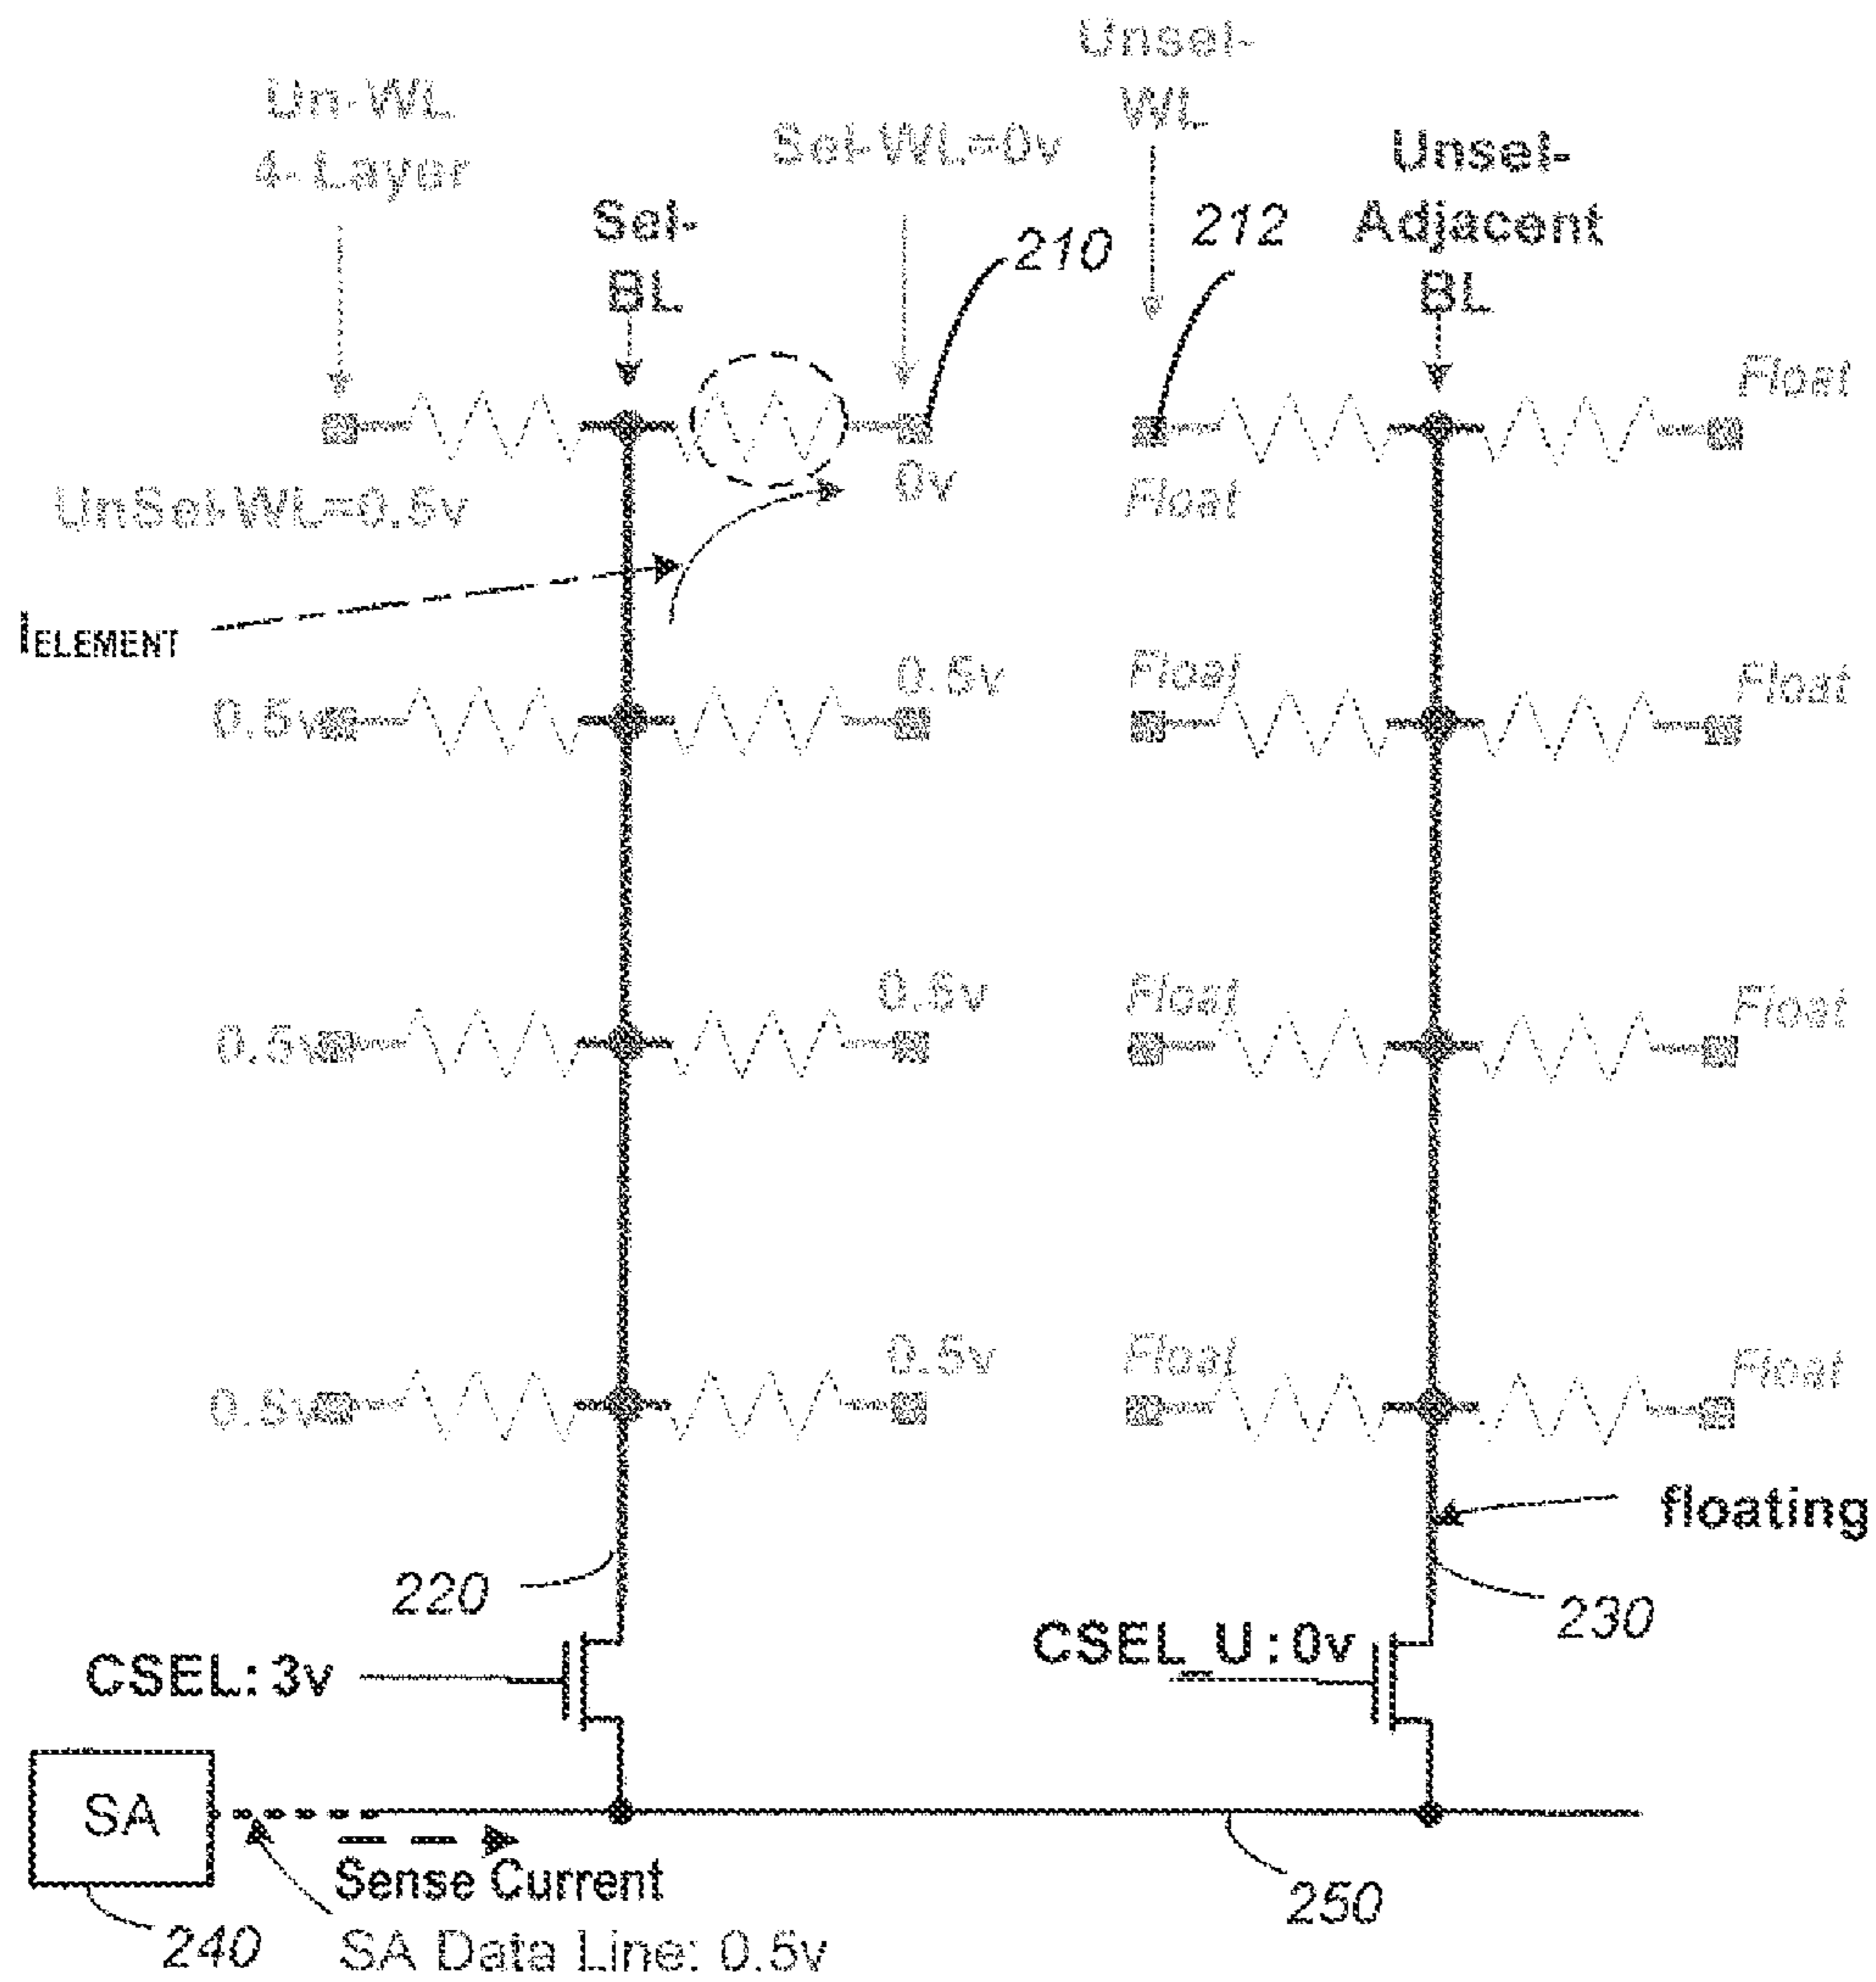 Unsel-
WL
Un-WL
4-Layer
Sel-WL=0v
Unsel-
Adjacent
BL
Sel-
BL
210
212
Float
0v
Float
UnSel-WL=0.5v
IELEMENT
0.5v
0.5v
Float
Float
0.5v
0.5v
Float
Float
0.5v
0.5v
Float
Float
floating
220
230
CSEL: 3v
CSEL_U : 0v
SA
Sense Current
250
240
SA Data Line: 0.5v